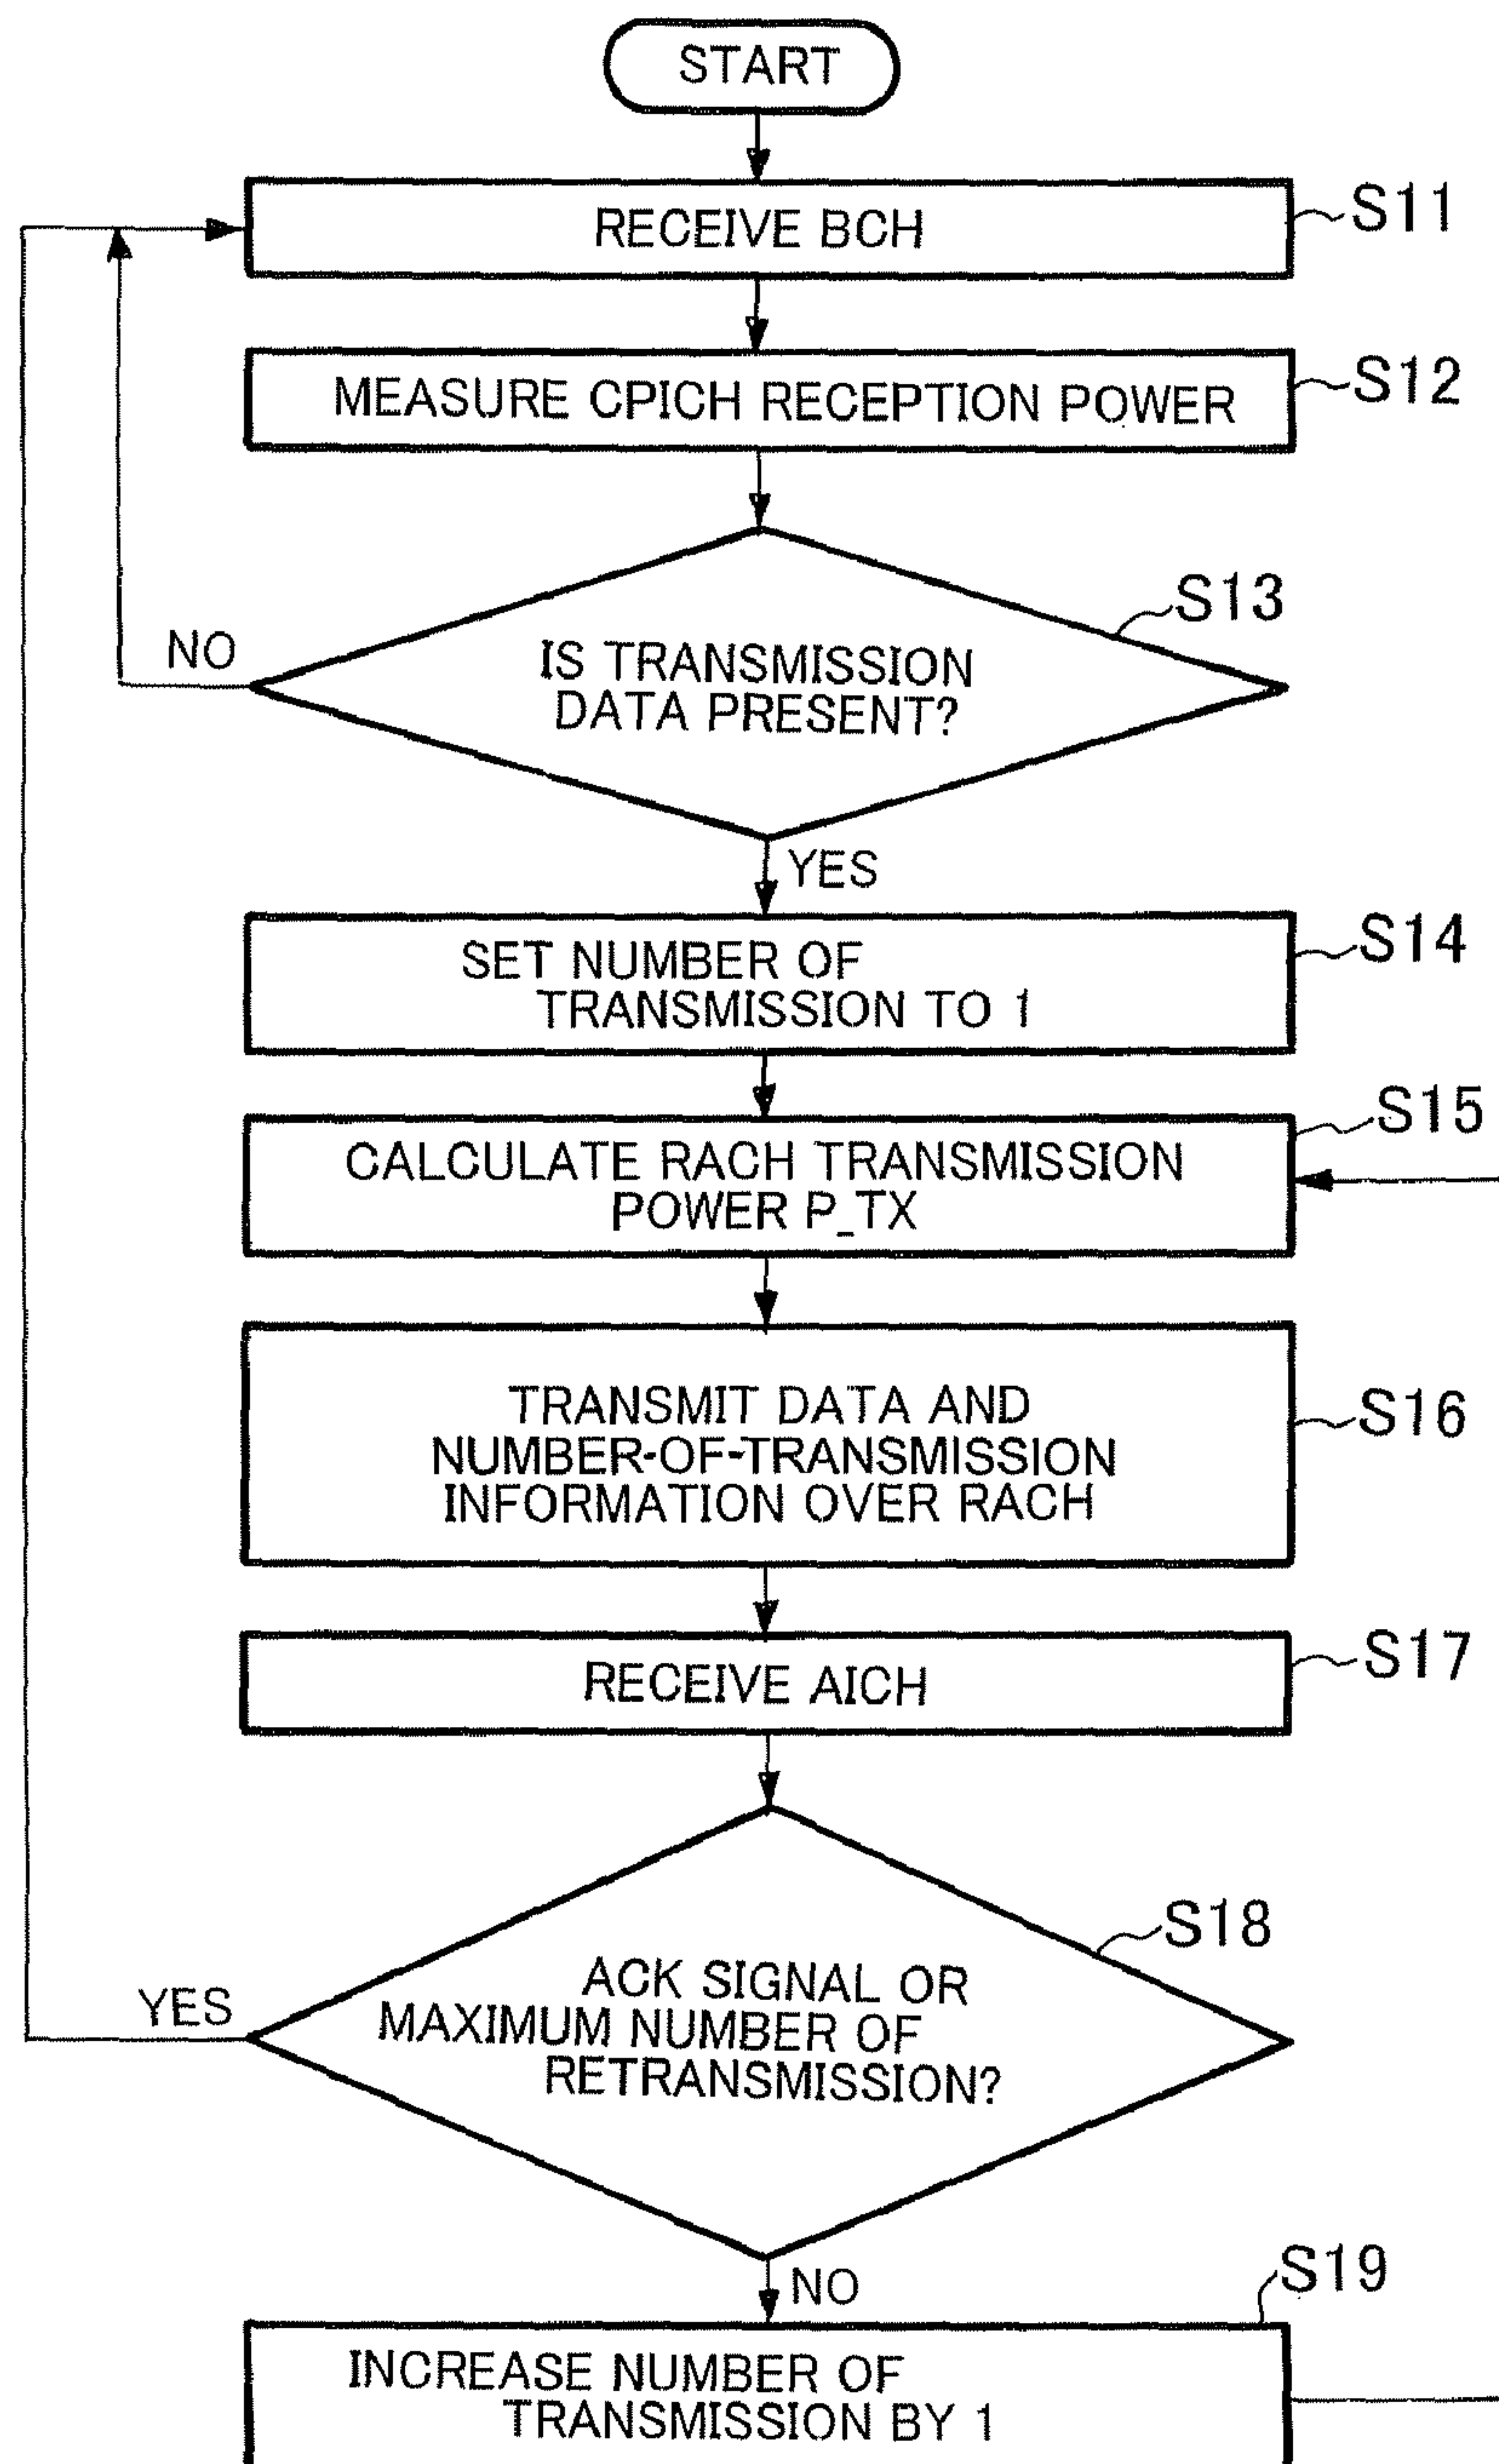 START
RECEIVE BCH
S11
MEASURE CPICH RECEPTION POWER
S12
S13
NO
IS TRANSMISSION
DATA PRESENT?
YES
SET NUMBER OF
TRANSMISSION TO 1
S14
CALCULATE RACH TRANSMISSION
POWER P_TX
S15
TRANSMIT DATA AND
NUMBER-OF-TRANSMISSION
INFORMATION OVER RACH
S16
RECEIVE AICH
S17
S18
YES
ACK SIGNAL OR
MAXIMUM NUMBER OF
RETRANSMISSION?
NO
S19
INCREASE NUMBER OF
TRANSMISSION BY 1